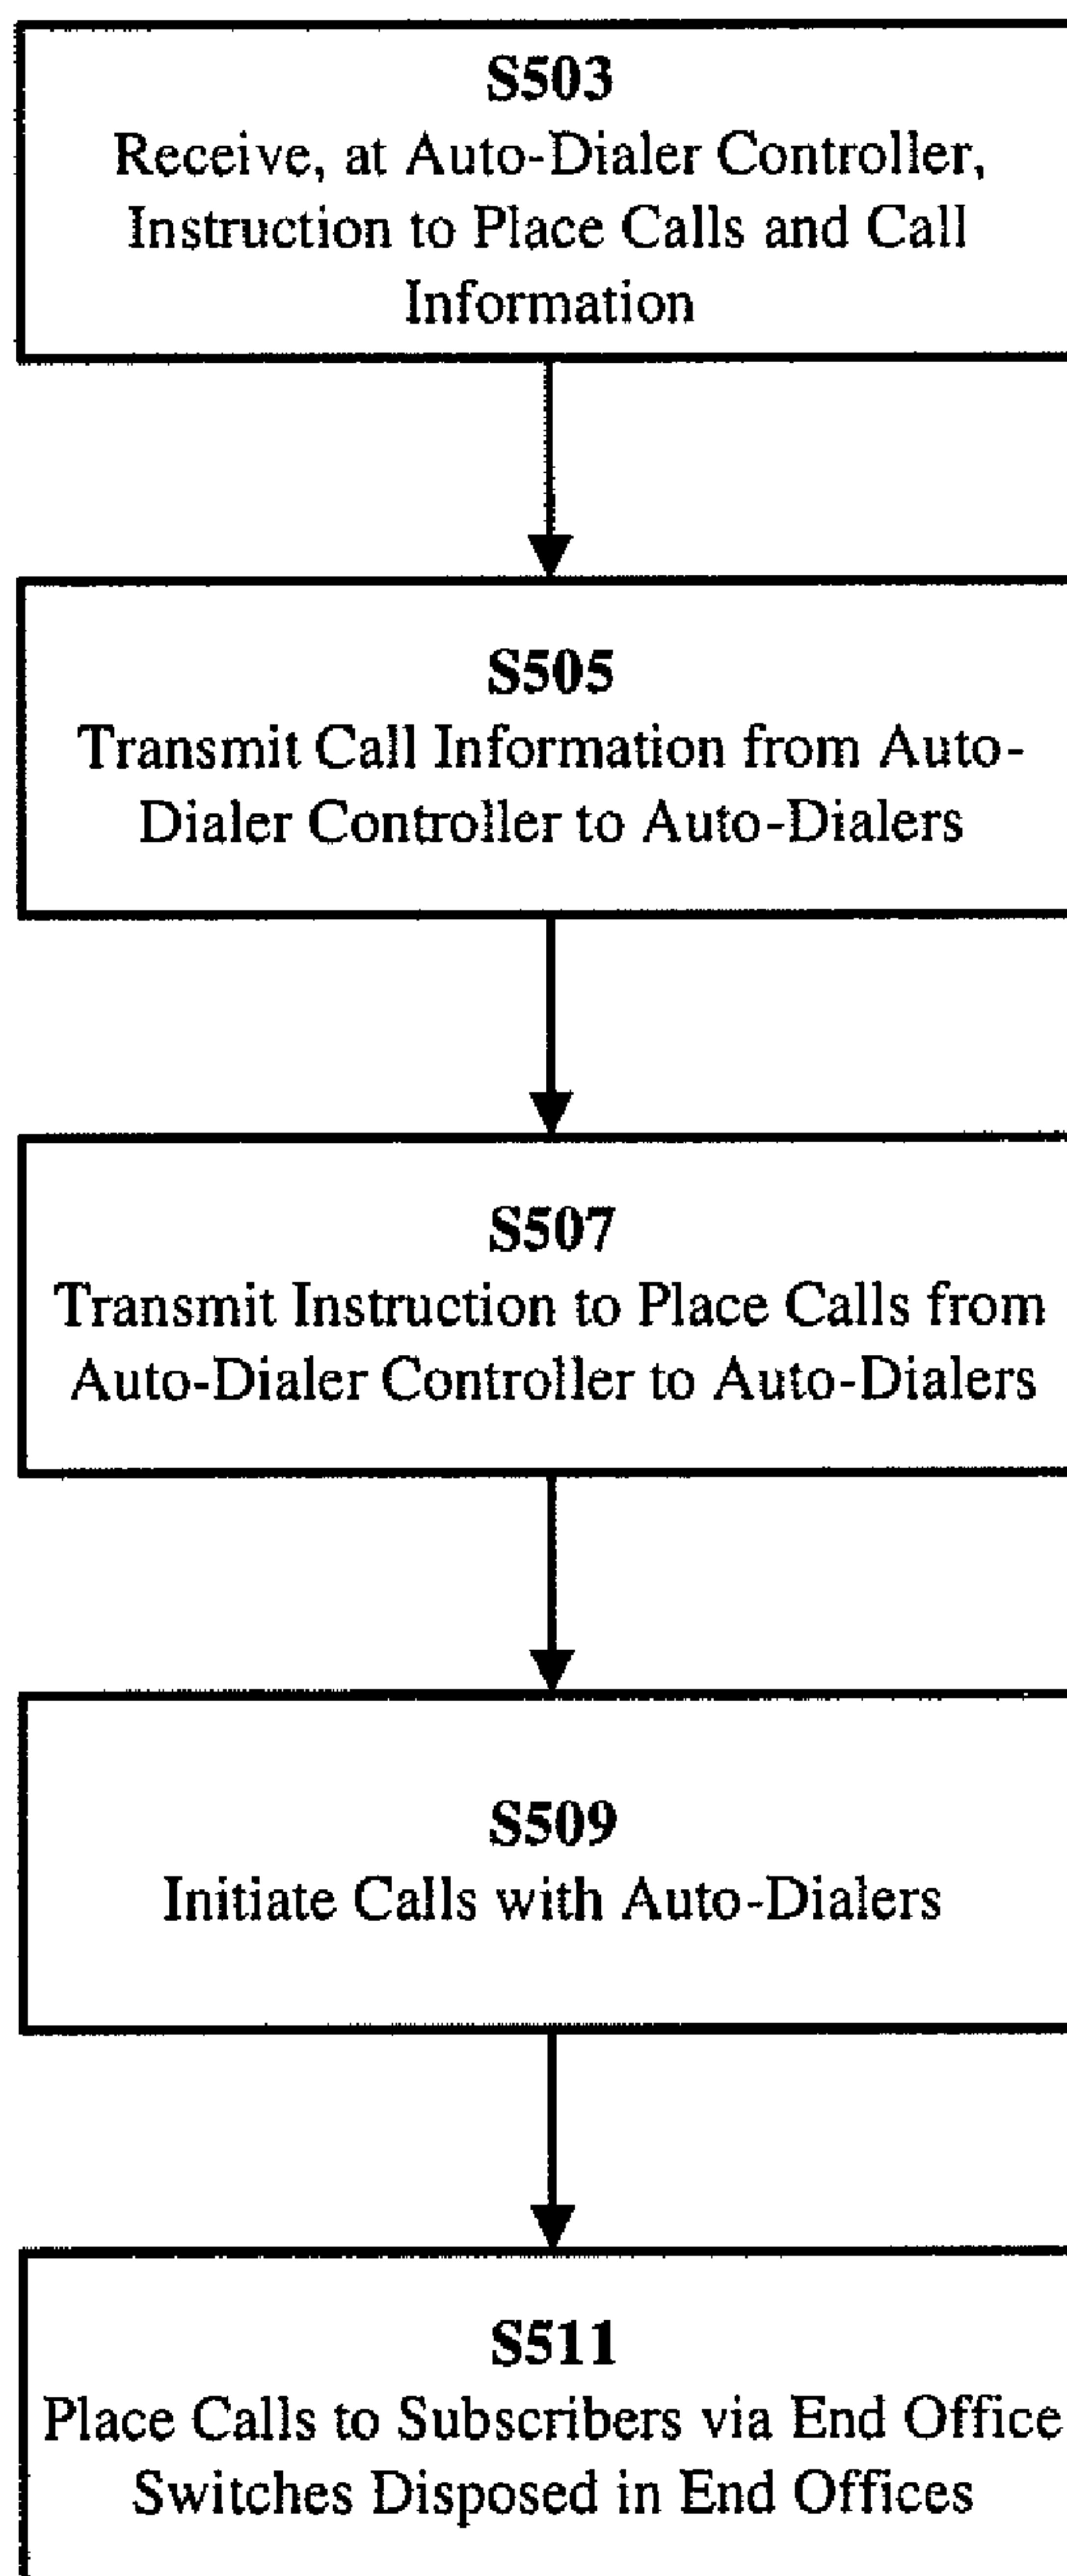 S503
Receive, at Auto-Dialer Controller,
Instruction to Place Calls and Call
Information
S505
Transmit Call Information from Auto-
Dialer Controller to Auto-Dialers
S507
Transmit Instruction to Place Calls from
Auto-Dialer Controller to Auto-Dialers
S509
Initiate Calls with Auto-Dialers
S511
Place Calls to Subscribers via End Office
Switches Disposed in End Offices